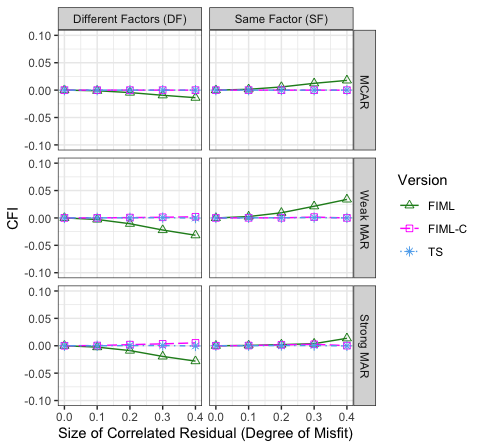 Different Factors (DF)
Same Factor (SF)
0.10
0.05
0.00
-0.05
-0.10
MCAR
0.10
0.05
0.00
-0.05
-0.10
Weak MAR
0.10
0.05
0.00
-0.05
-0.10
Strong MAR
CFI
0.0 0.1 0.2 0.3 0.4
0.0 0.1 0.2 0.3 0.4
Size of Correlated Residual (Degree of Misfit)
Version
FIML
FIML-C
TS